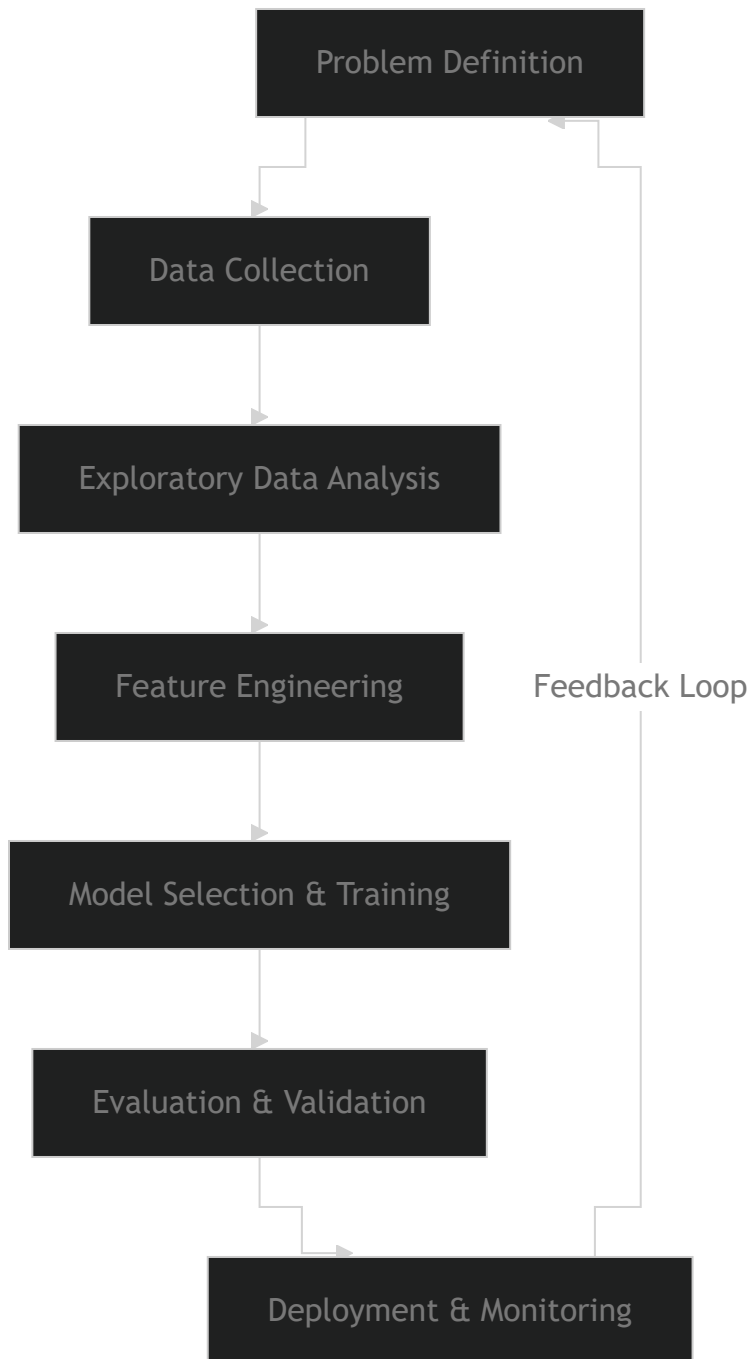 Problem Definition
Data Collection
Exploratory Data Analysis
Feature Engineering
Feedback Loop
Model Selection & Training
Evaluation & Validation
Deployment & Monitoring